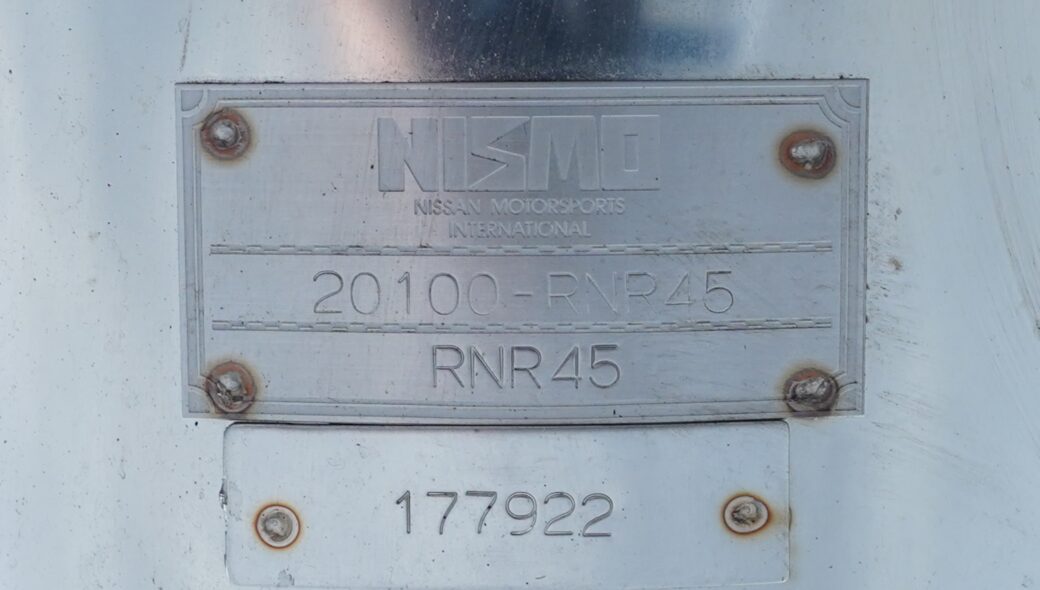 NISMO
NISSAN MOTORSPORTS
INTERNATIONAL
20100-RNR45
RNR45
177922